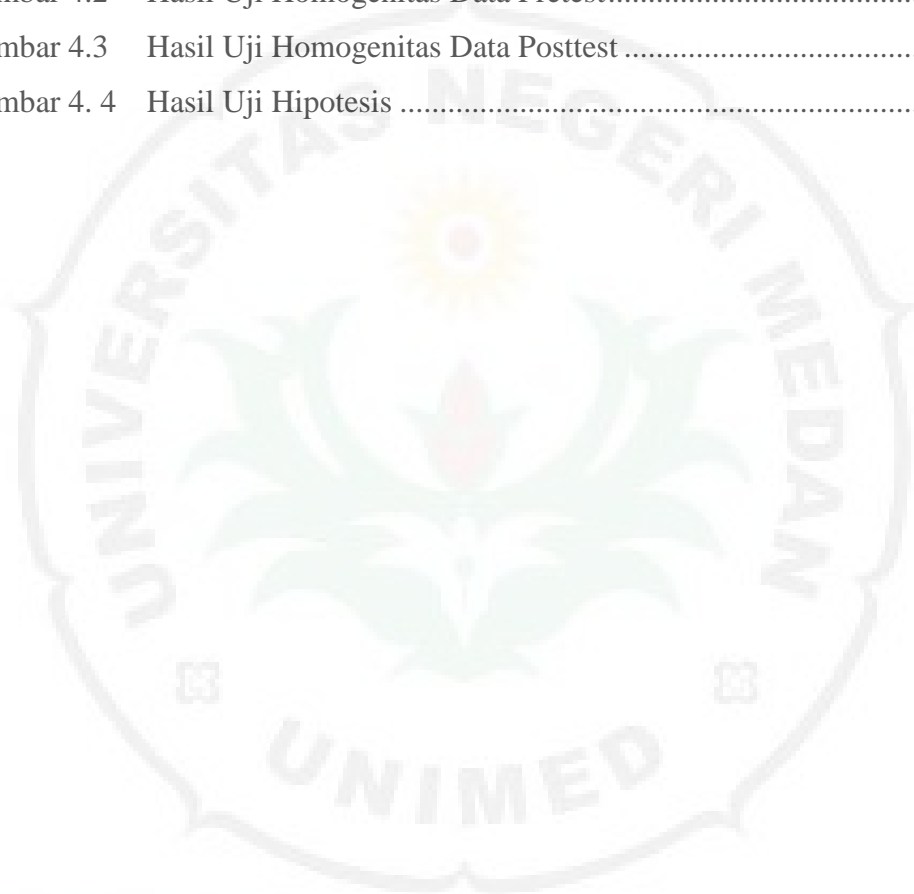 mbar 4.2 Hasil Uji Homogenitas Data Pretest......................................
mbar 4.3 Hasil Uji Homogenitas Data Posttest ....................................
mbar 4. 4 Hasil Uji Hipotesis ................................................................
UNIVERSITAS NEGERI MEDAN
UNIMED